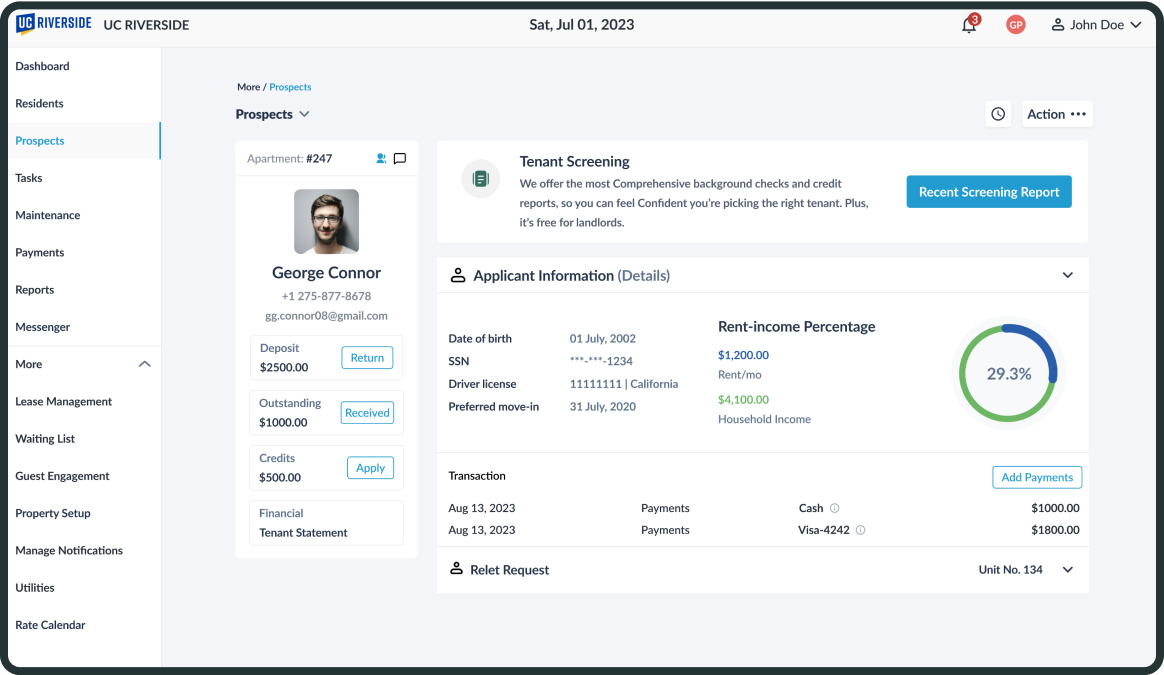 UC RIVERSIDE UC RIVERSIDE
Sat, Jul 01, 2023
3
GP
John Doe
Dashboard
Residents
Prospects
Tasks
Maintenance
Payments
Reports
Messenger
More
Lease Management
Waiting List
Guest Engagement
Property Setup
Manage Notifications
Utilities
Rate Calendar
More / Prospects
Prospects
Action
Apartment: #247
George Connor
+1 275-877-8678
gg.connor08@gmail.com
Deposit
$2500.00
Return
Outstanding
$1000.00
Received
Credits
$500.00
Apply
Financial
Tenant Statement
Tenant Screening
We offer the most Comprehensive background checks and credit
reports, so you can feel Confident you're picking the right tenant. Plus,
it's free for landlords.
Recent Screening Report
Applicant Information (Details)
Date of birth 01 July, 2002
SSN ***-***-1234
Driver license 11111111 | California
Preferred move-in 31 July, 2020
Rent-income Percentage
$1,200.00
Rent/mo
$4,100.00
Household Income
29.3%
Transaction
Add Payments
Aug 13, 2023 Payments Cash $1000.00
Aug 13, 2023 Payments Visa-4242 $1800.00
Relet Request Unit No. 134